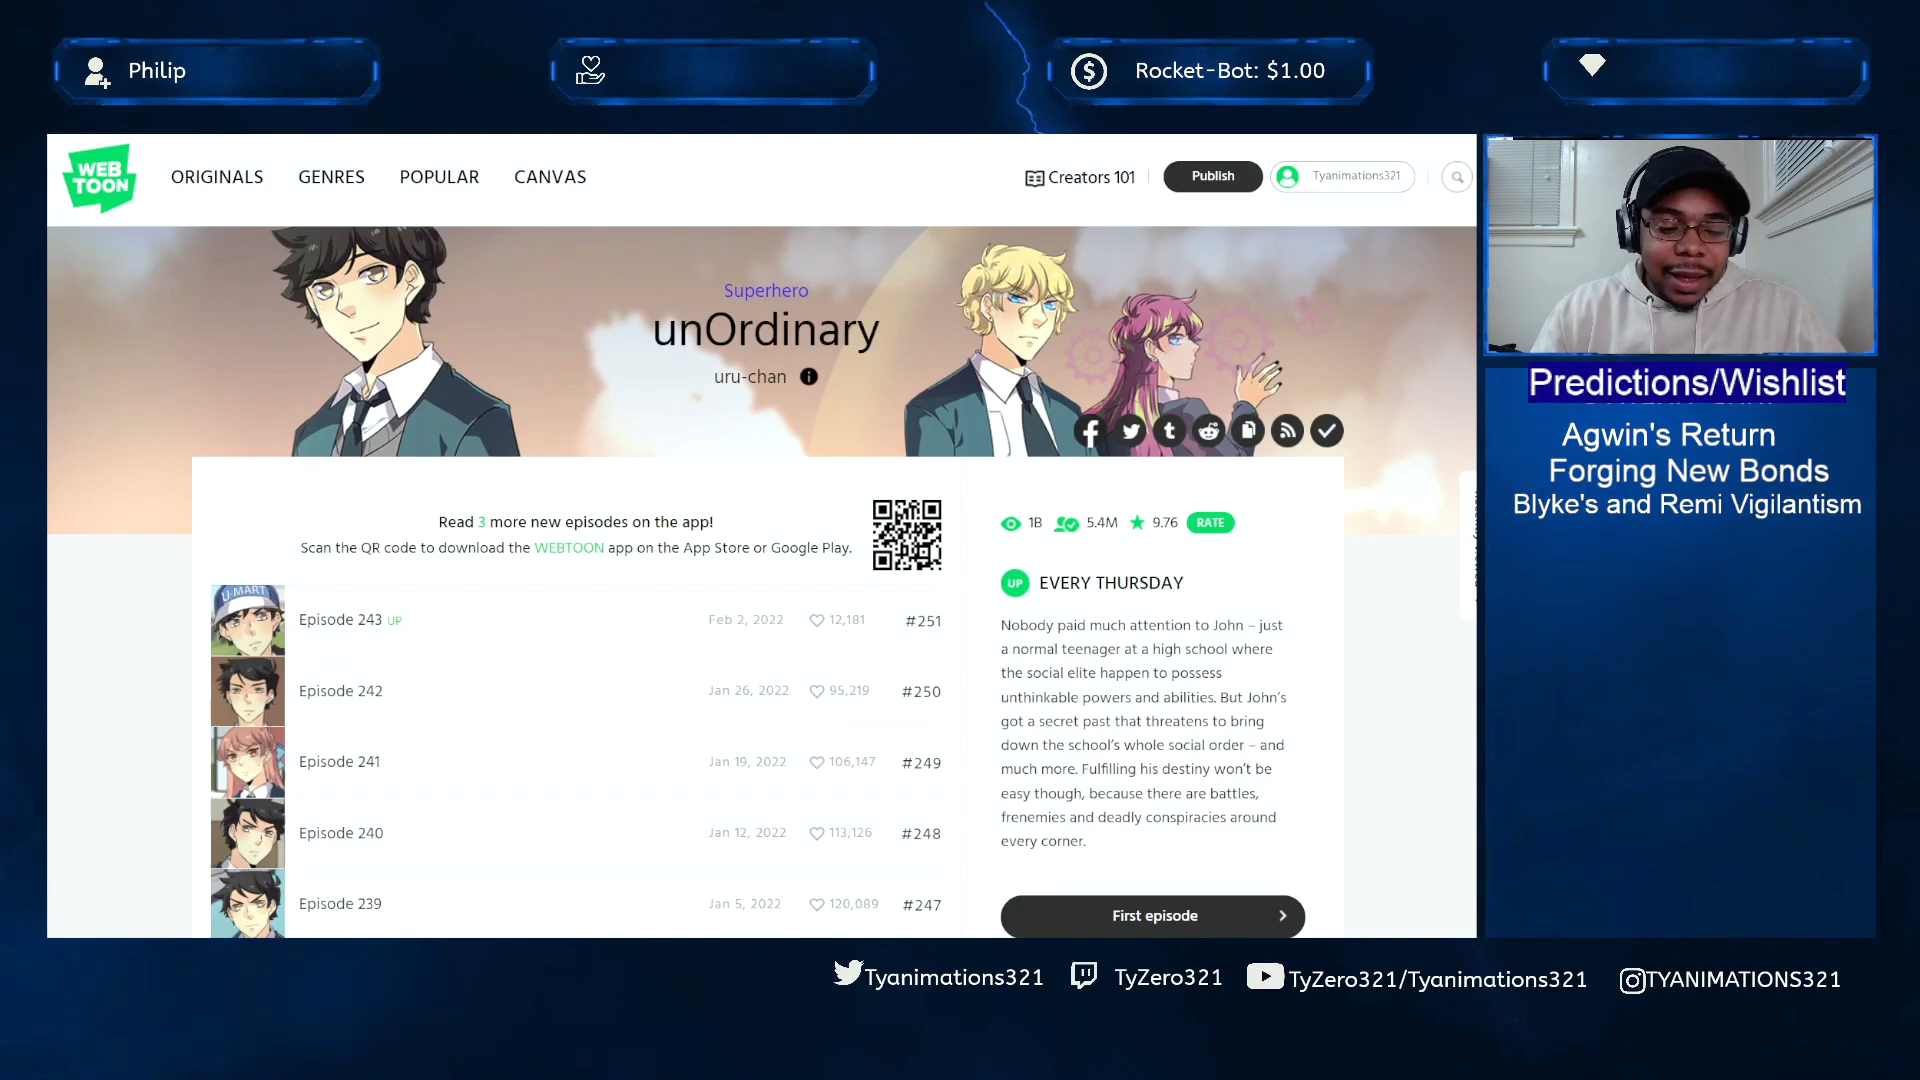 Philip
Rocket-Bot: $1.00
WEB
TOON
ORIGINALS GENRES POPULAR CANVAS
Creators 101
Publish
Tyanimations321
Superhero
unOrdinary
uru-chan
Read 3 more new episodes on the app!
Scan the QR code to download the WEBTOON app on the App Store or Google Play.
U-MART
Episode 243 UP Feb 2, 2022 12,181 #251
Episode 242 Jan 26, 2022 95,219 #250
Episode 241 Jan 19, 2022 106,147 #249
Episode 240 Jan 12, 2022 113,126 #248
Episode 239 Jan 5, 2022 120,089 #247
1B 5.4M 9.76 RATE
UP EVERY THURSDAY
Nobody paid much attention to John – just
a normal teenager at a high school where
the social elite happen to possess
unthinkable powers and abilities. But John’s
got a secret past that threatens to bring
down the school’s whole social order – and
much more. Fulfilling his destiny won’t be
easy though, because there are battles,
frenemies and deadly conspiracies around
every corner.
First episode
Predictions/Wishlist
Agwin's Return
Forging New Bonds
Blyke's and Remi Vigilantism
Tyanimations321
TyZero321
TyZero321/Tyanimations321
TYANIMATIONS321